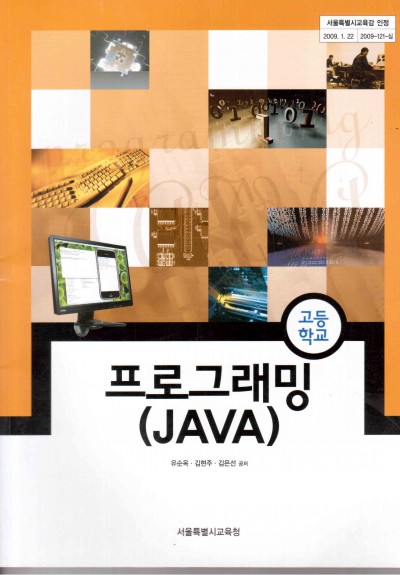 서울특별시교육감 인정
2009. 1. 22 2009-121-심
programming
고등
학교
프로그래밍
(JAVA)
유순옥 · 김현주 · 김은선 공저
서울특별시교육청